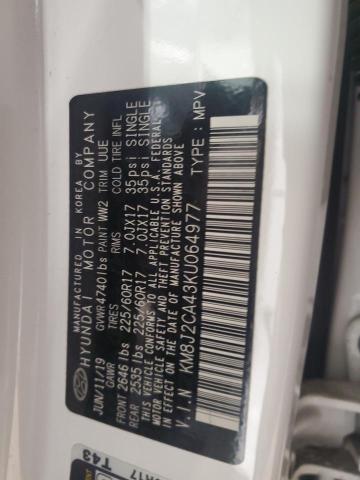 MANUFACTURED IN KOREA BY
HYUNDAI MOTOR COMPANY
JUN/11/19 GVWR 4740lbs PAINT WW2 TRIM UUE
GAWR TIRES RIMS COLD TIRE INFL
FRONT 2646 lbs 225/60R17 7.0JX17 35psi SINGLE
2535 lbs 225/60R17 7.0JX17 35psi SINGLE
THIS VEHICLE CONFORMS TO ALL APPLICABLE U.S.A. FEDERAL
MOTOR VEHICLE SAFETY AND THEFT PREVENTION STANDARDS
IN EFFECT ON THE DATE OF MANUFACTURE SHOWN ABOVE
V.I.N KM8J2CA43KU064977 TYPE : MPV
T43
R17